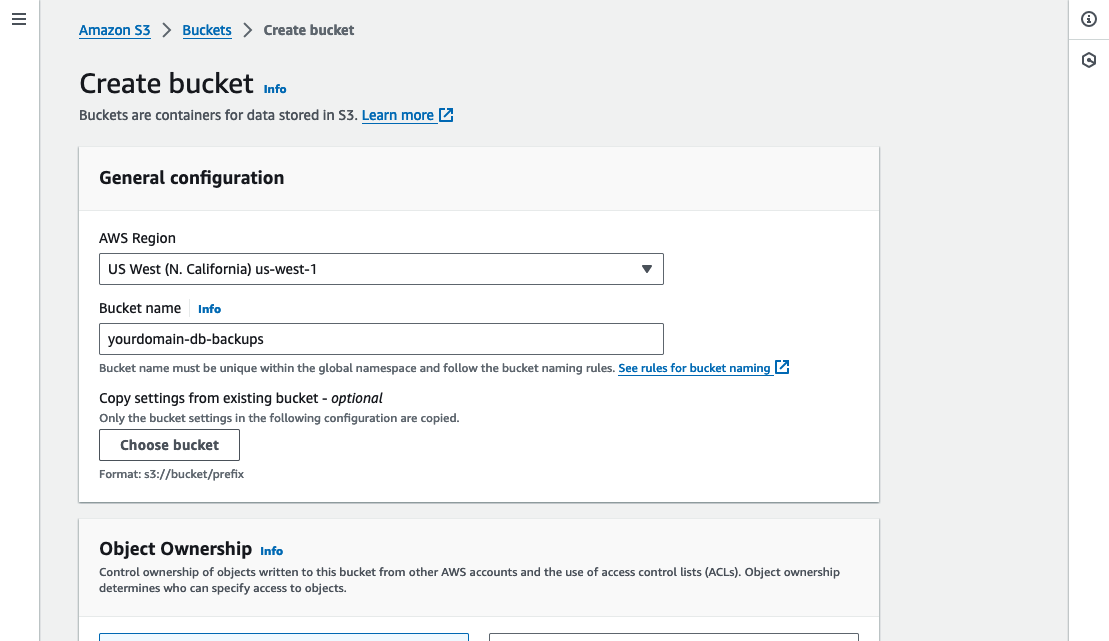 Amazon S3 > Buckets > Create bucket
Create bucket Info
Buckets are containers for data stored in S3. Learn more
General configuration
AWS Region
US West (N. California) us-west-1
Bucket name Info
yourdomain-db-backups
Bucket name must be unique within the global namespace and follow the bucket naming rules. See rules for bucket naming
Copy settings from existing bucket - optional
Only the bucket settings in the following configuration are copied.
Choose bucket
Format: s3://bucket/prefix
Object Ownership Info
Control ownership of objects written to this bucket from other AWS accounts and the use of access control lists (ACLs). Object ownership
determines who can specify access to objects.